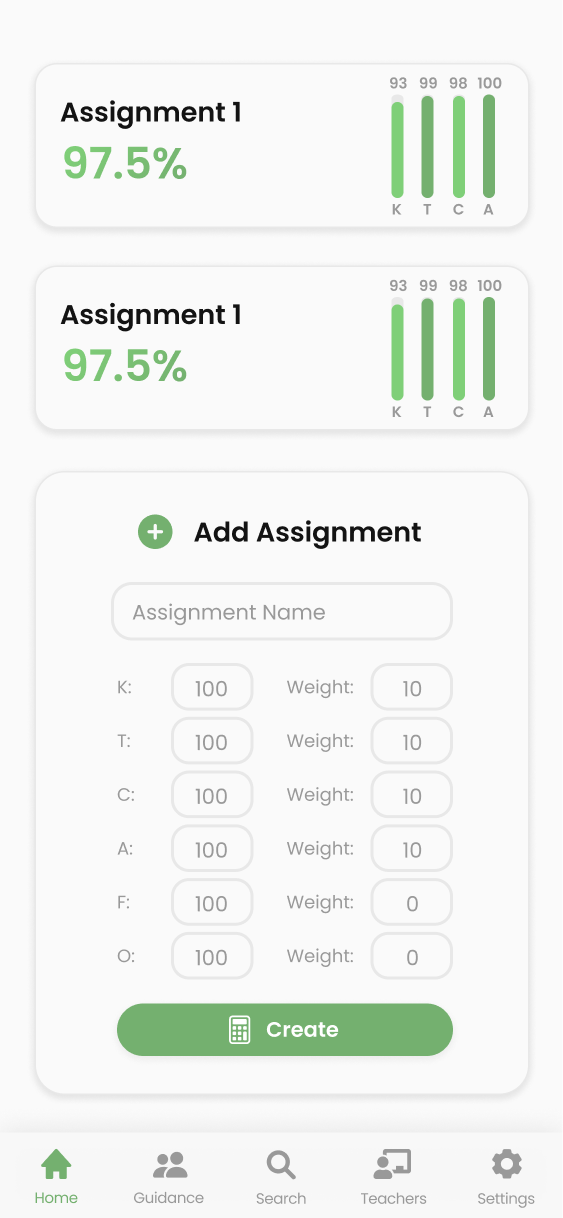 93 99 98 100
Assignment 1
97.5%
K T C A
93 99 98 100
Assignment 1
97.5%
K T C A
Add Assignment
Assignment Name
K: 100 Weight: 10
T: 100 Weight: 10
C: 100 Weight: 10
A: 100 Weight: 10
F: 100 Weight: 0
O: 100 Weight: 0
Create
Home Guidance Search Teachers Settings